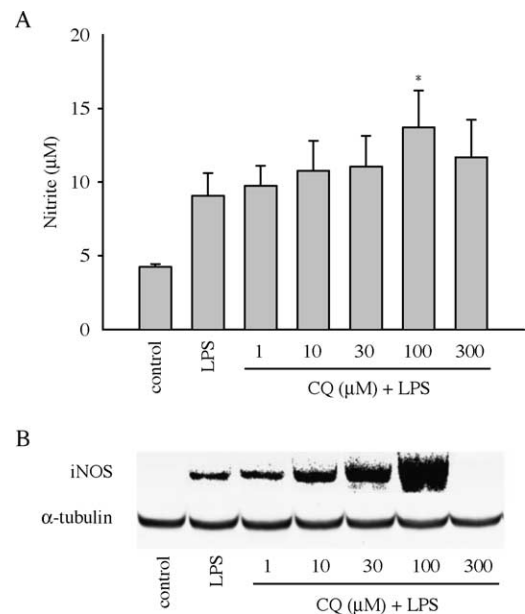 A
20
15
10
5
0
Nitrite (µM)
*
control
LPS
1 10 30 100 300
CQ (µM) + LPS
B
iNOS
α-tubulin
control
LPS
1 10 30 100 300
CQ (µM) + LPS